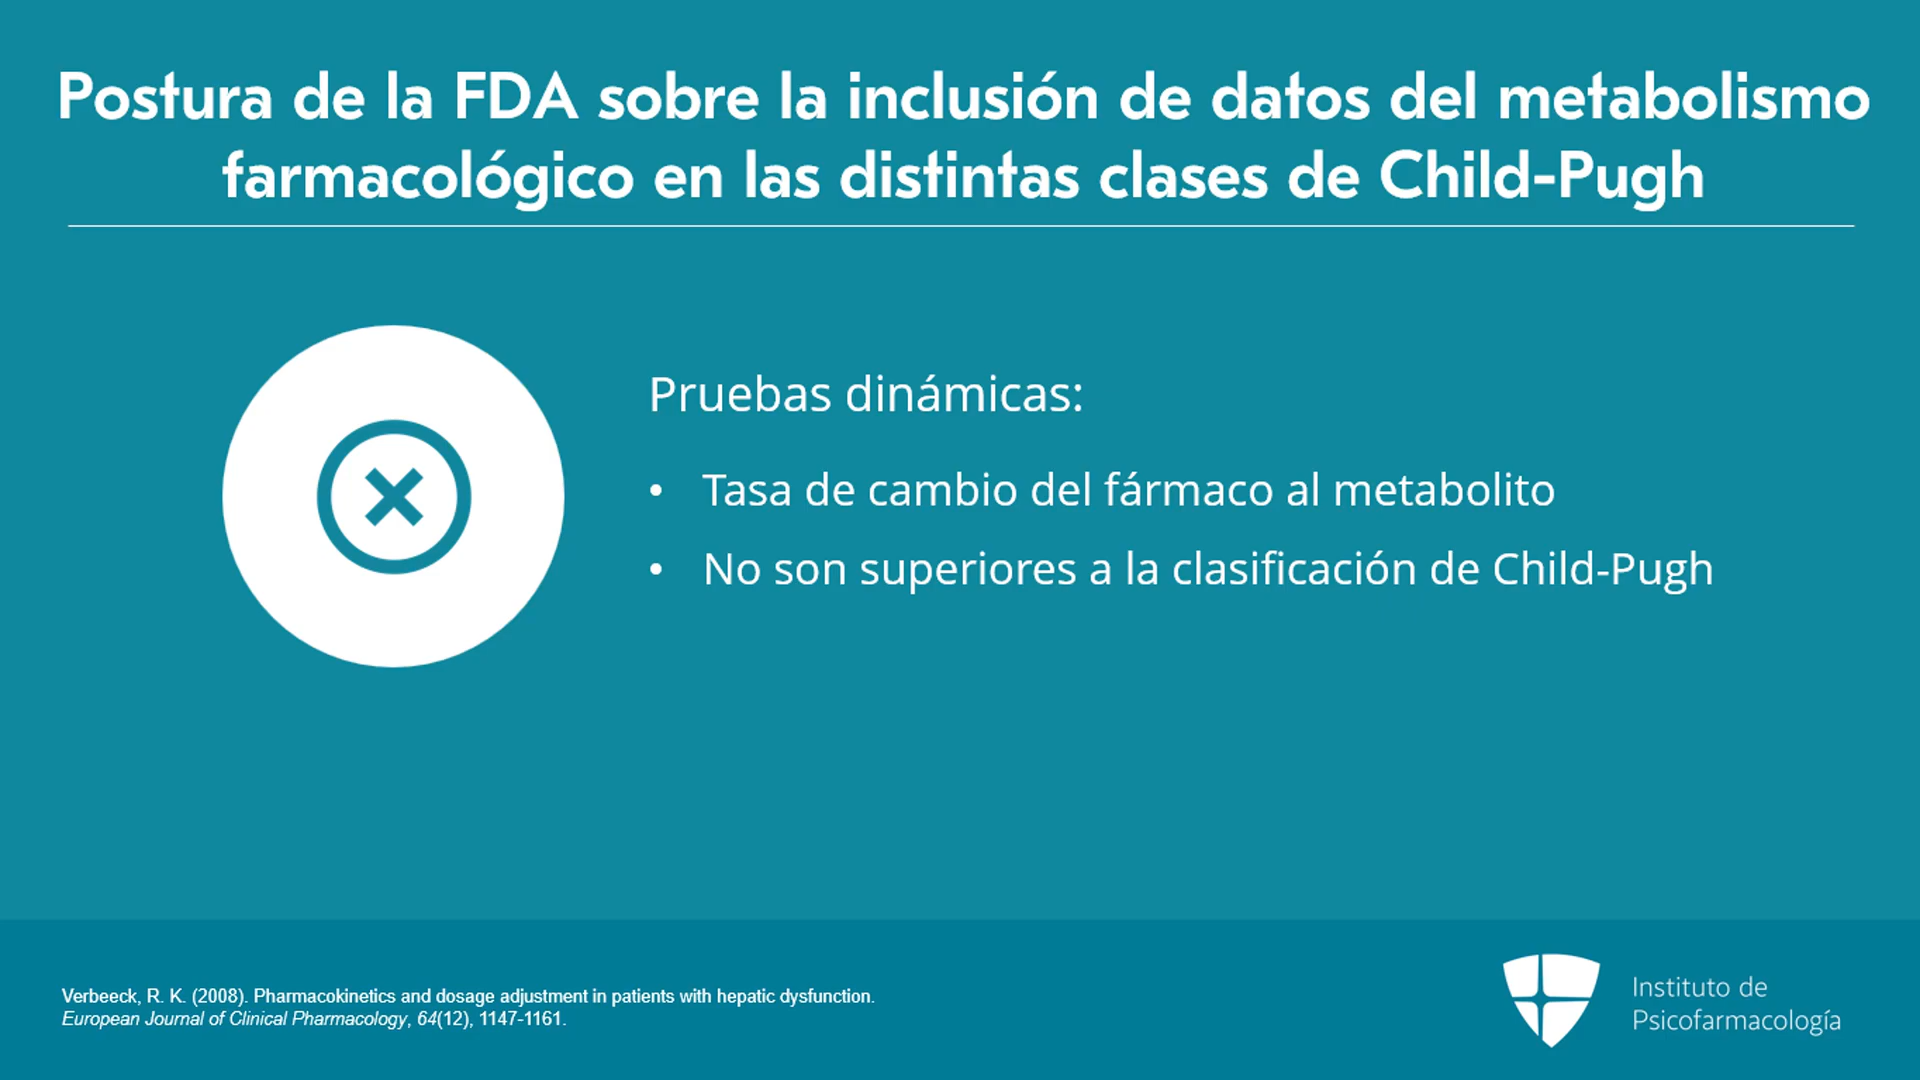 Postura de la FDA sobre la inclusión de datos del metabolismo
farmacológico en las distintas clases de Child-Pugh
Pruebas dinámicas:
• Tasa de cambio del fármaco al metabolito
• No son superiores a la clasificación de Child-Pugh
Verbeeck, R. K. (2008). Pharmacokinetics and dosage adjustment in patients with hepatic dysfunction.
European Journal of Clinical Pharmacology, 64(12), 1147-1161.
Instituto de
Psicofarmacología